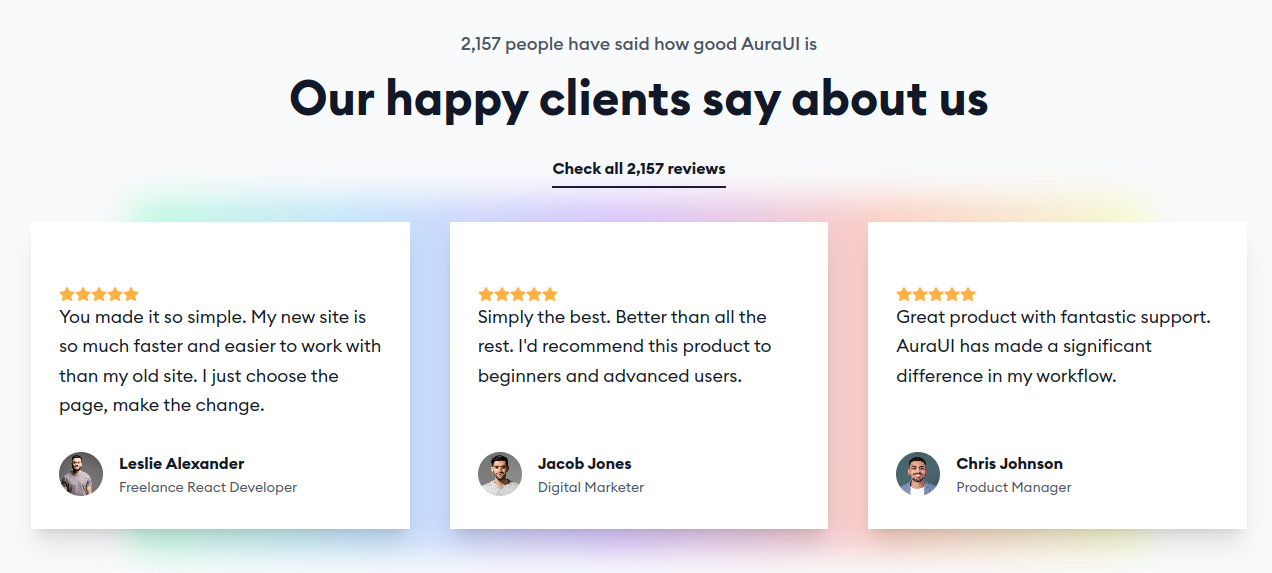 2,157 people have said how good AuraUI is
Our happy clients say about us
Check all 2,157 reviews
You made it so simple. My new site is
so much faster and easier to work with
than my old site. I just choose the
page, make the change.
Leslie Alexander
Freelance React Developer
Simply the best. Better than all the
rest. I'd recommend this product to
beginners and advanced users.
Jacob Jones
Digital Marketer
Great product with fantastic support.
AuraUI has made a significant
difference in my workflow.
Chris Johnson
Product Manager